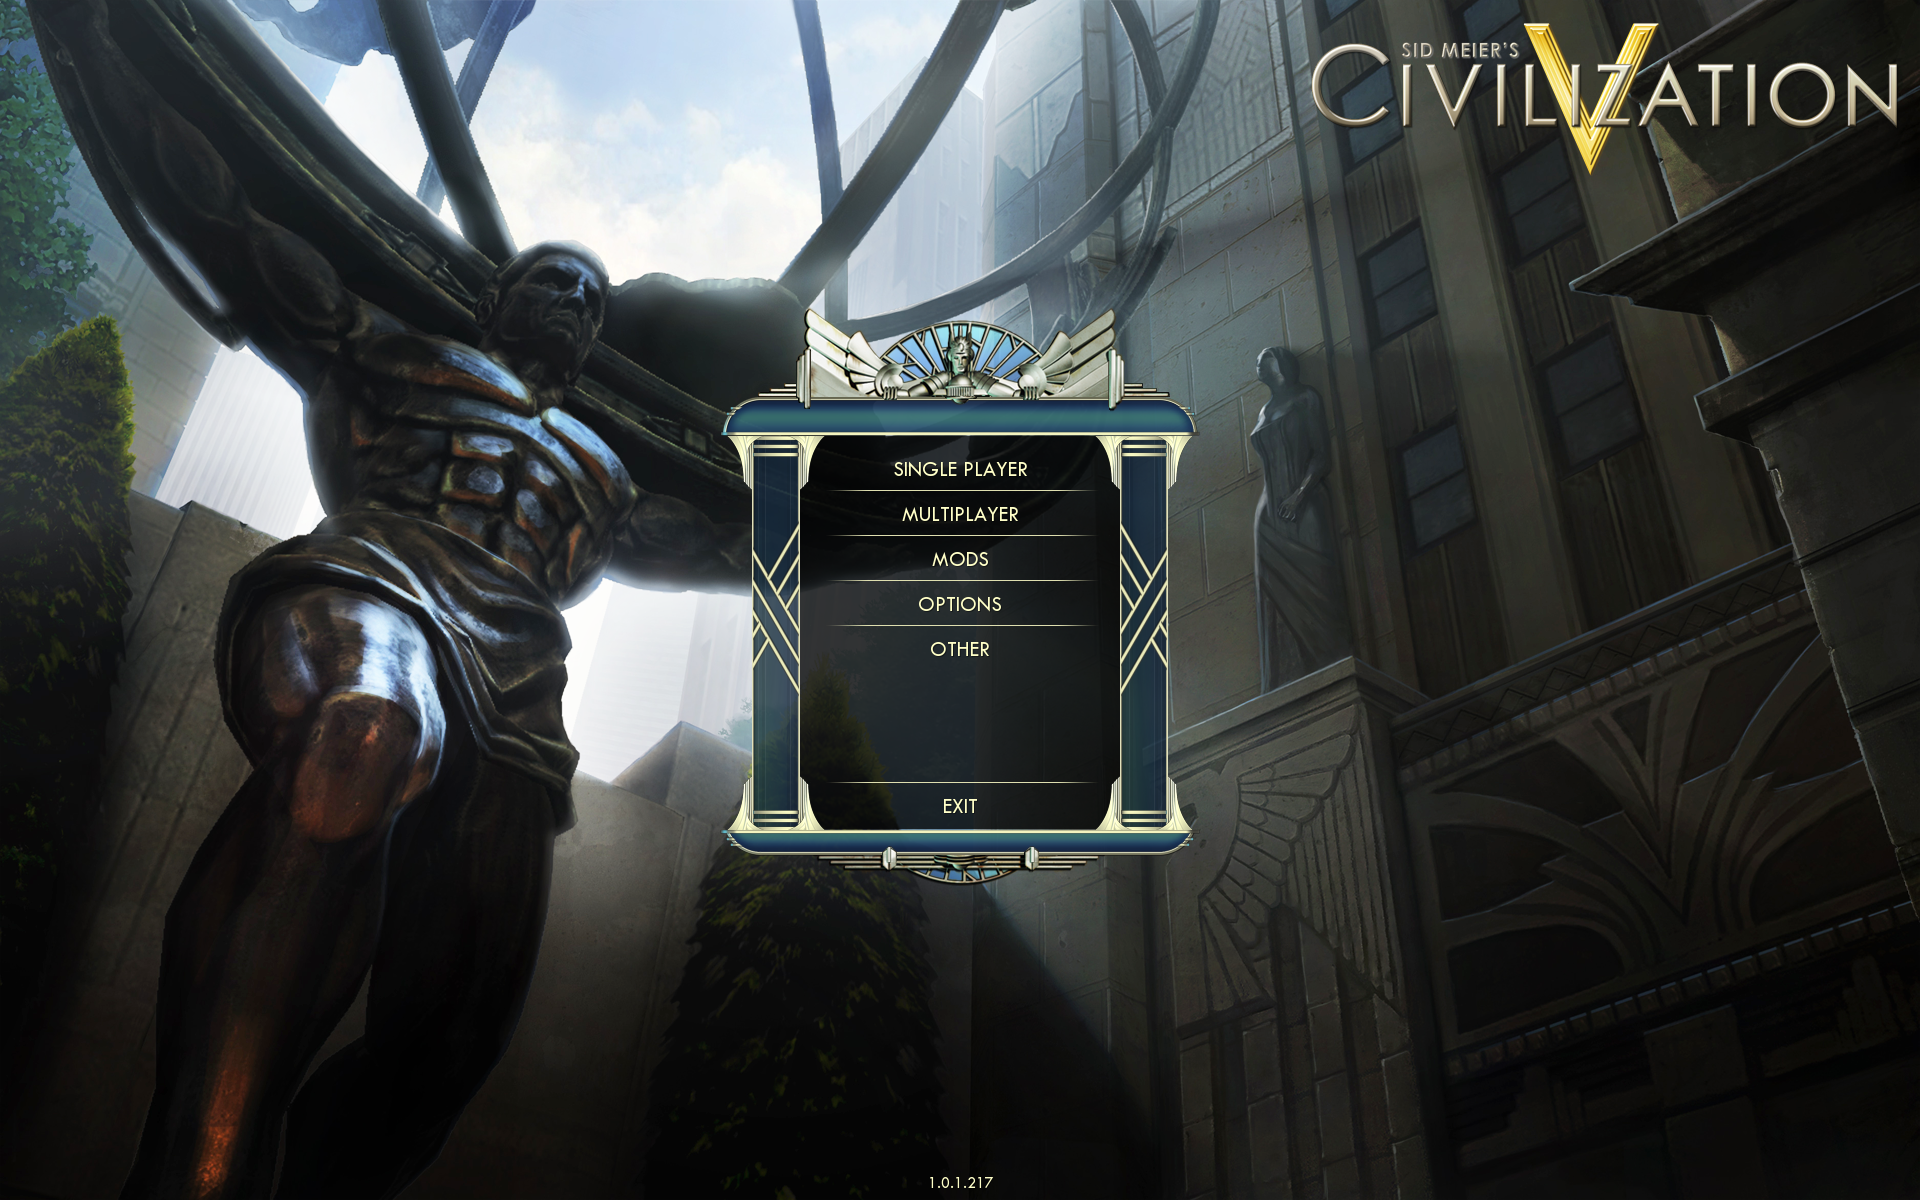 SID MEIER'S
CIVILIZATION
V
SINGLE PLAYER
MULTIPLAYER
MODS
OPTIONS
OTHER
EXIT
1.0.1.217